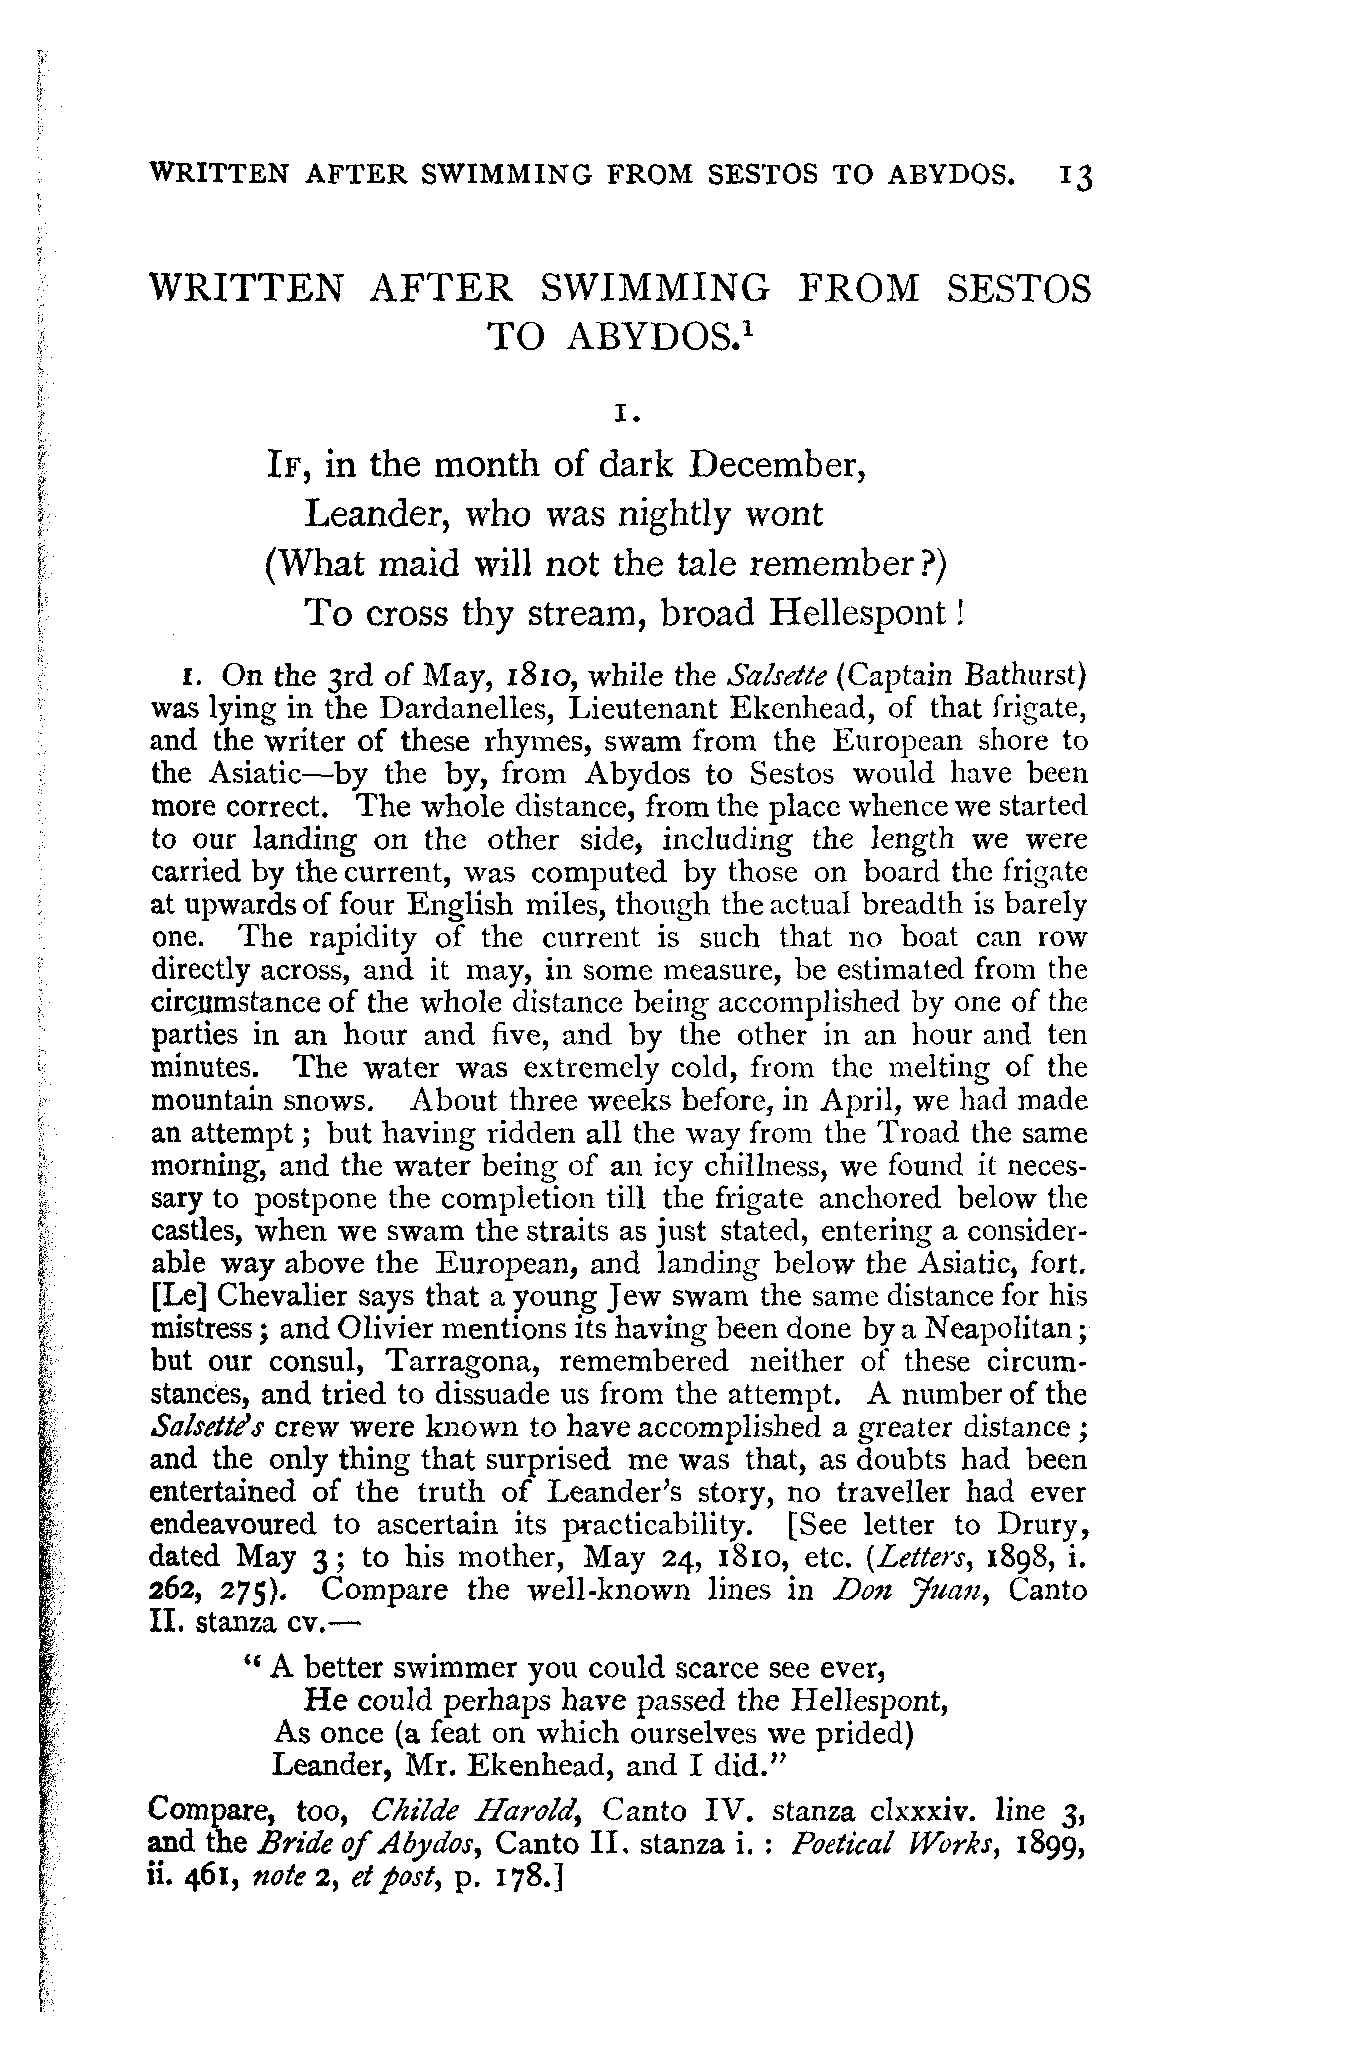 WRITTEN AFTER SWIMMING FROM SESTOS TO ABYDOS. 13
WRITTEN AFTER SWIMMING FROM SESTOS
TO ABYDOS.¹
1.
IF, in the month of dark December,
Leander, who was nightly wont
(What maid will not the tale remember?)
To cross thy stream, broad Hellespont!
1. On the 3rd of May, 1810, while the Salsette (Captain Bathurst)
was lying in the Dardanelles, Lieutenant Ekenhead, of that frigate,
and the writer of these rhymes, swam from the European shore to
the Asiatic—by the by, from Abydos to Sestos would have been
more correct. The whole distance, from the place whence we started
to our landing on the other side, including the length we were
carried by the current, was computed by those on board the frigate
at upwards of four English miles, though the actual breadth is barely
one. The rapidity of the current is such that no boat can row
directly across, and it may, in some measure, be estimated from the
circumstance of the whole distance being accomplished by one of the
parties in an hour and five, and by the other in an hour and ten
minutes. The water was extremely cold, from the melting of the
mountain snows. About three weeks before, in April, we had made
an attempt; but having ridden all the way from the Troad the same
morning, and the water being of an icy chillness, we found it neces-
sary to postpone the completion till the frigate anchored below the
castles, when we swam the straits as just stated, entering a consider-
able way above the European, and landing below the Asiatic, fort.
[Le] Chevalier says that a young Jew swam the same distance for his
mistress; and Olivier mentions its having been done by a Neapolitan;
but our consul, Tarragona, remembered neither of these circum-
stances, and tried to dissuade us from the attempt. A number of the
Salsette's crew were known to have accomplished a greater distance;
and the only thing that surprised me was that, as doubts had been
entertained of the truth of Leander's story, no traveller had ever
endeavoured to ascertain its practicability. [See letter to Drury,
dated May 3; to his mother, May 24, 1810, etc. (Letters, 1898, i.
262, 275). Compare the well-known lines in Don Juan, Canto
II. stanza cv.—
"A better swimmer you could scarce see ever,
He could perhaps have passed the Hellespont,
As once (a feat on which ourselves we prided)
Leander, Mr. Ekenhead, and I did."
Compare, too, Childe Harold, Canto IV. stanza clxxxiv. line 3,
and the Bride of Abydos, Canto II. stanza i.: Poetical Works, 1899,
ii. 461, note 2, et post, p. 178.]